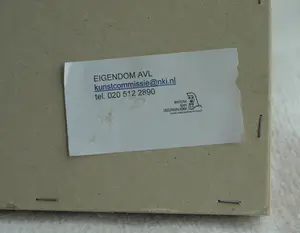 EIGENDOM AVL
kunstcommissie@nki.nl
tel. 020 512 2890